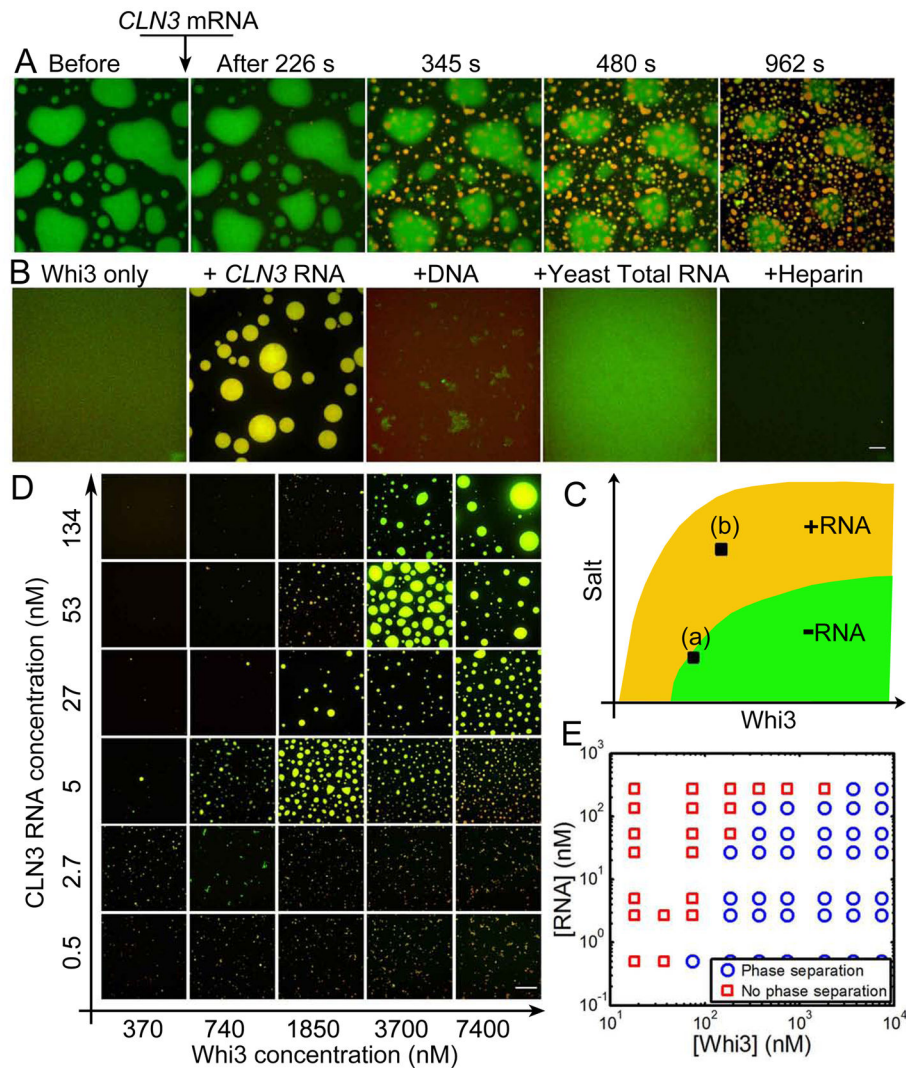 CLN3 mRNA
A Before After 226 s 345 s 480 s 962 s
B Whi3 only + CLN3 RNA +DNA +Yeast Total RNA +Heparin
D
CLN3 RNA concentration (nM)
134
53
27
5
2.7
0.5
370 740 1850 3700 7400
Whi3 concentration (nM)
C
Salt
(b)
+RNA
(a)
-RNA
Whi3
E
[RNA] (nM)
10³
10²
10¹
10⁰
10⁻¹
Phase separation
No phase separation
10¹ 10² 10³ 10⁴
[Whi3] (nM)